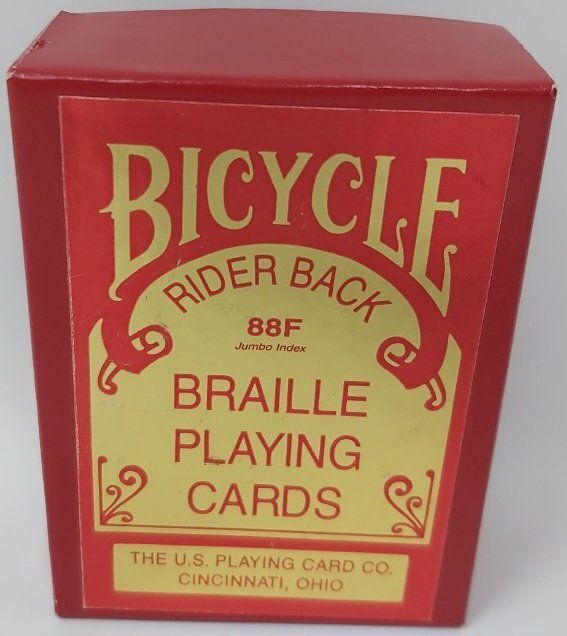 BICYCLE
RIDER BACK
88F
Jumbo Index
BRAILLE
PLAYING
CARDS
THE U.S. PLAYING CARD CO.
CINCINNATI, OHIO